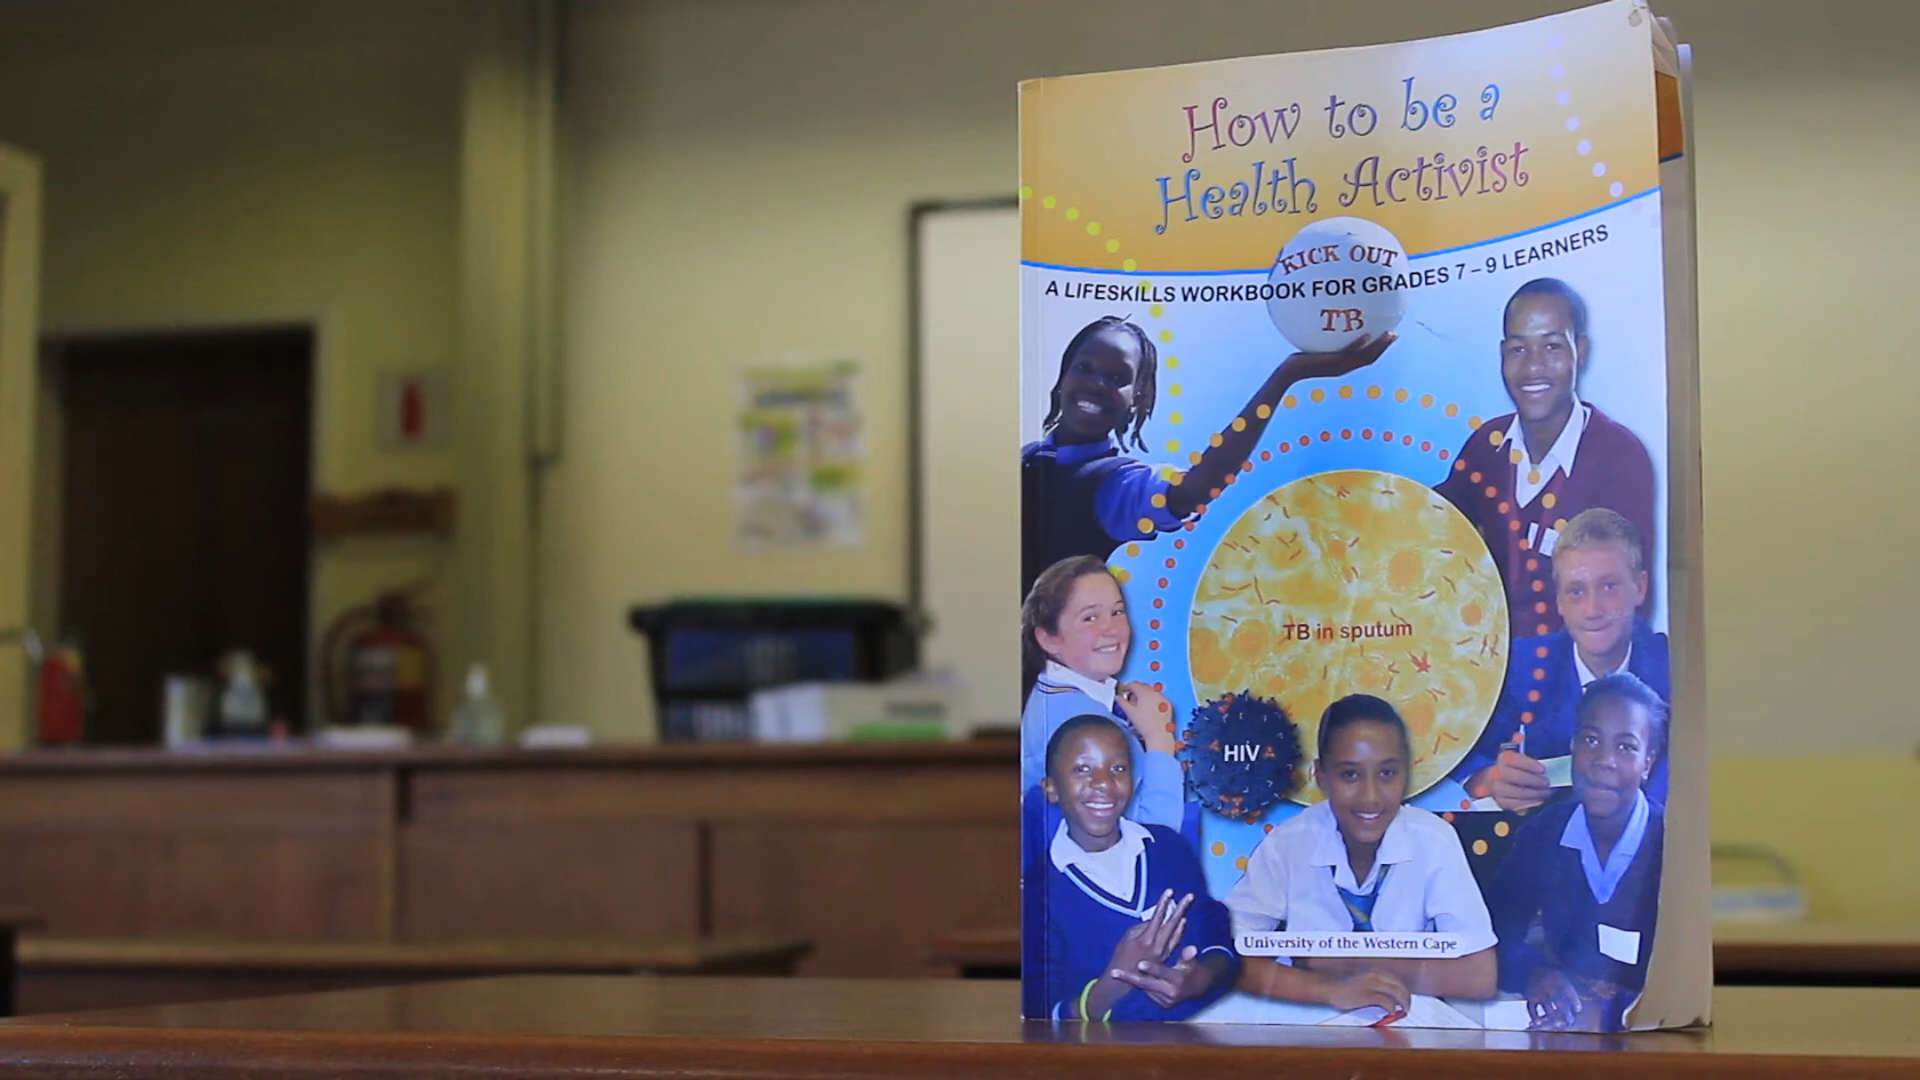 How to be a
Health Activist
KICK OUT
A LIFESKILLS WORKBOOK FOR GRADES 7 – 9 LEARNERS
TB
TB in sputum
HIV
University of the Western Cape